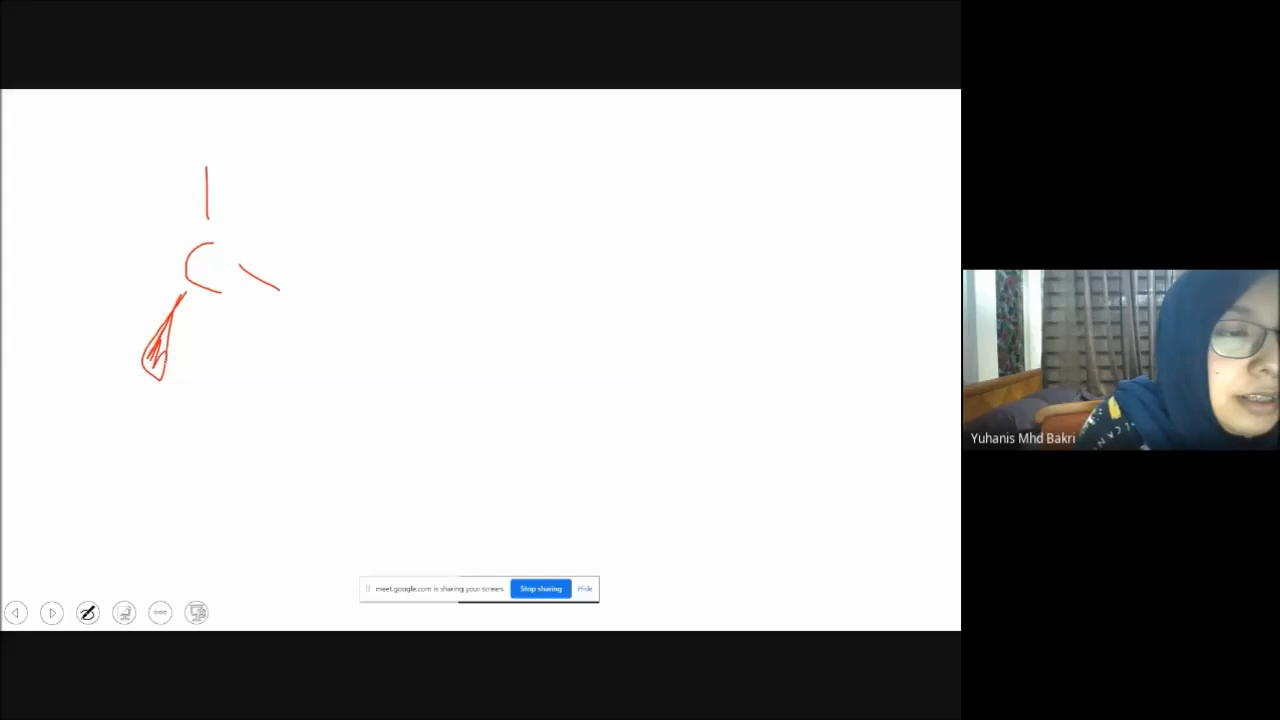 C
Yuhanis Mhd Bakri
meet.google.com is sharing your screen.
Stop sharing
Hide